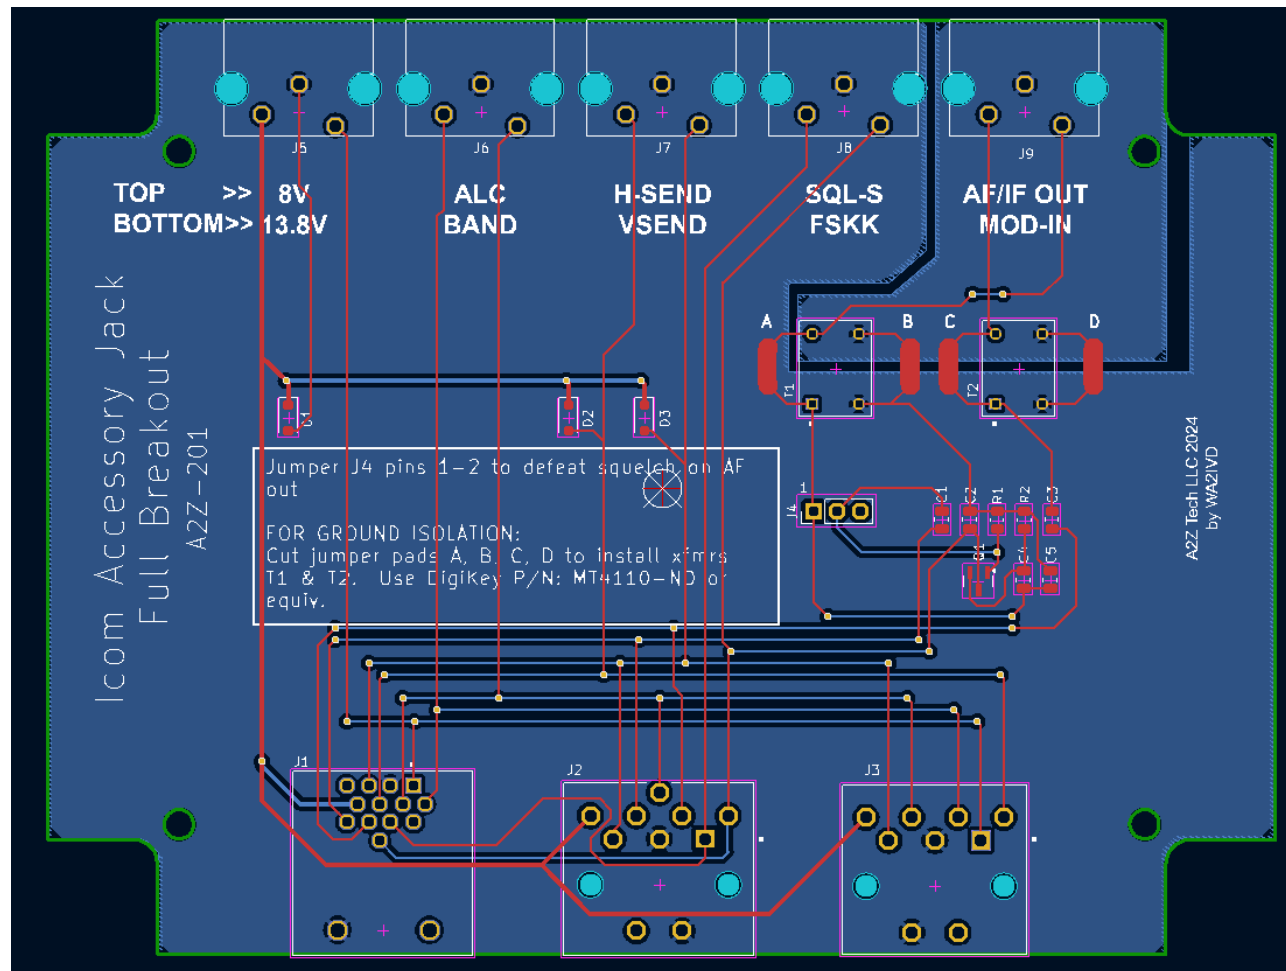 J5
J6
J7
J8
J9
TOP >> 8V
BOTTOM>> 13.8V
ALC
BAND
H-SEND
VSEND
SQL-S
FSKK
AF/IF OUT
MOD-IN
Icom Accessory Jack
Full Breakout
A2Z-201
A
B
C
D
T1
T2
D1
D2
D3
Jumper J4 pins 1-2 to defeat squelch on AF
out
FOR GROUND ISOLATION:
Cut jumper pads A, B, C, D to install xfmrs
T1 & T2. Use DigiKey P/N: MT4110-ND or
equiv.
1
J4
C1
C2
R1
R2
C3
Q1
C4
C5
A2Z Tech LLC 2024
by WA2IVD
J1
J2
J3